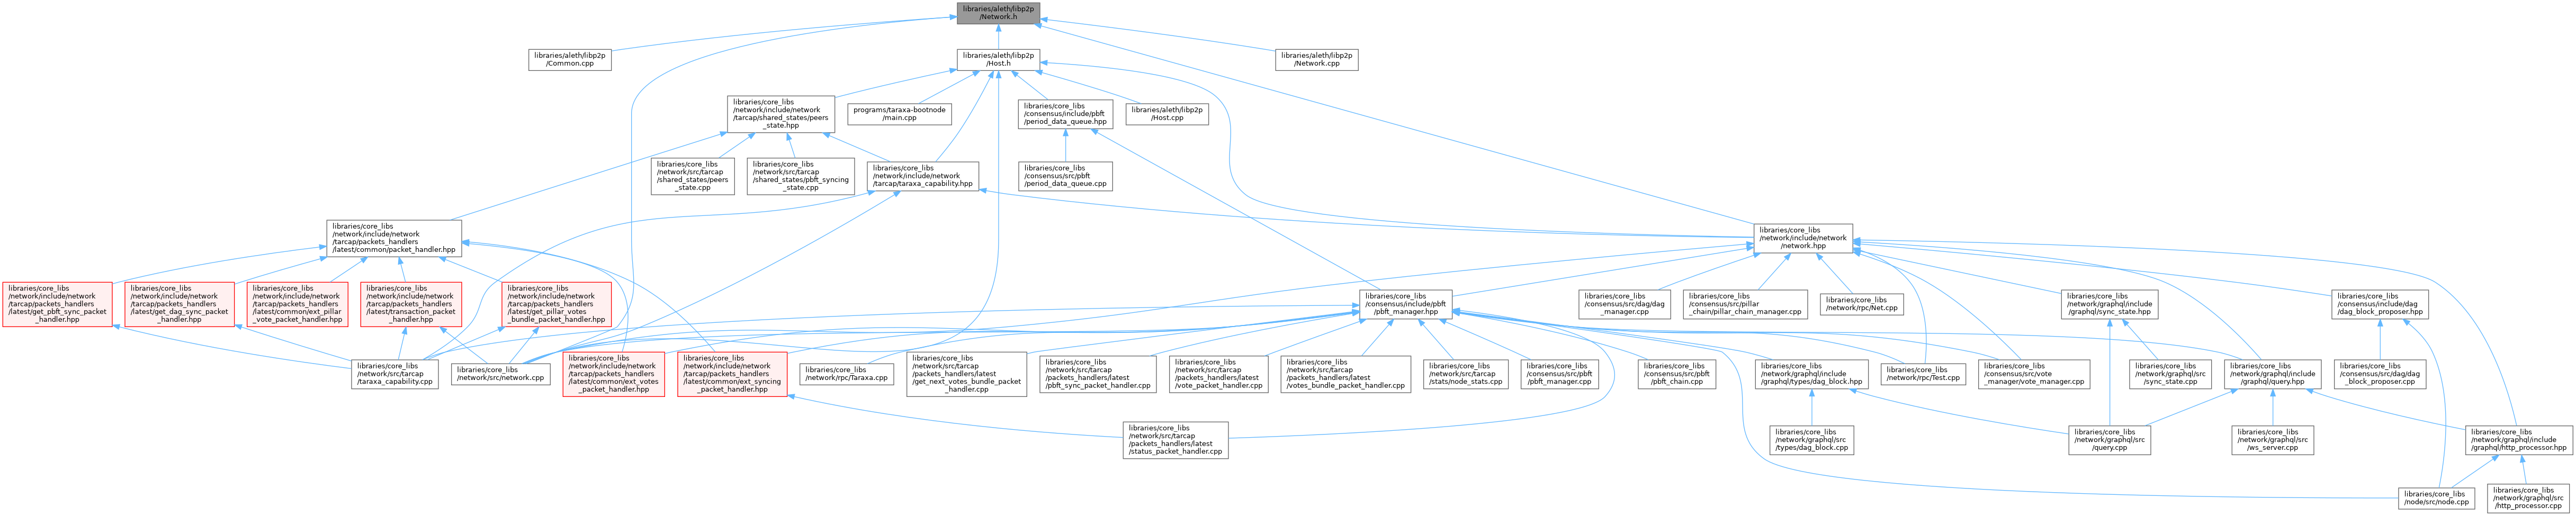 libraries/aleth/libp2p
/Network.h
libraries/aleth/libp2p
/Common.cpp
libraries/aleth/libp2p
/Host.h
libraries/aleth/libp2p
/Network.cpp
libraries/core_libs
/network/include/network
/tarcap/shared_states/peers
_state.hpp
programs/taraxa-bootnode
/main.cpp
libraries/core_libs
/consensus/include/pbft
/period_data_queue.hpp
libraries/aleth/libp2p
/Host.cpp
libraries/core_libs
/network/src/tarcap
/shared_states/peers
_state.cpp
libraries/core_libs
/network/src/tarcap
/shared_states/pbft_syncing
_state.cpp
libraries/core_libs
/network/include/network
/tarcap/taraxa_capability.hpp
libraries/core_libs
/consensus/src/pbft
/period_data_queue.cpp
libraries/core_libs
/network/include/network
/tarcap/packets_handlers
/latest/common/packet_handler.hpp
libraries/core_libs
/network/include/network
/network.hpp
libraries/core_libs
/network/include/network
/tarcap/packets_handlers
/latest/get_pbft_sync_packet
_handler.hpp
libraries/core_libs
/network/include/network
/tarcap/packets_handlers
/latest/get_dag_sync_packet
_handler.hpp
libraries/core_libs
/network/include/network
/tarcap/packets_handlers
/latest/common/ext_pillar
_vote_packet_handler.hpp
libraries/core_libs
/network/include/network
/tarcap/packets_handlers
/latest/transaction_packet
_handler.hpp
libraries/core_libs
/network/include/network
/tarcap/packets_handlers
/latest/get_pillar_votes
_bundle_packet_handler.hpp
libraries/core_libs
/consensus/include/pbft
/pbft_manager.hpp
libraries/core_libs
/consensus/src/dag/dag
_manager.cpp
libraries/core_libs
/consensus/src/pillar
_chain/pillar_chain_manager.cpp
libraries/core_libs
/network/rpc/Net.cpp
libraries/core_libs
/network/graphql/include
/graphql/sync_state.hpp
libraries/core_libs
/consensus/include/dag
/dag_block_proposer.hpp
libraries/core_libs
/network/src/tarcap
/taraxa_capability.cpp
libraries/core_libs
/network/src/network.cpp
libraries/core_libs
/network/include/network
/tarcap/packets_handlers
/latest/common/ext_votes
_packet_handler.hpp
libraries/core_libs
/network/include/network
/tarcap/packets_handlers
/latest/common/ext_syncing
_packet_handler.hpp
libraries/core_libs
/network/rpc/Taraxa.cpp
libraries/core_libs
/network/src/tarcap
/packets_handlers/latest
/get_next_votes_bundle_packet
_handler.cpp
libraries/core_libs
/network/src/tarcap
/packets_handlers/latest
/pbft_sync_packet_handler.cpp
libraries/core_libs
/network/src/tarcap
/packets_handlers/latest
/vote_packet_handler.cpp
libraries/core_libs
/network/src/tarcap
/packets_handlers/latest
/votes_bundle_packet_handler.cpp
libraries/core_libs
/network/src/tarcap
/stats/node_stats.cpp
libraries/core_libs
/consensus/src/pbft
/pbft_manager.cpp
libraries/core_libs
/consensus/src/pbft
/pbft_chain.cpp
libraries/core_libs
/network/graphql/include
/graphql/types/dag_block.hpp
libraries/core_libs
/network/rpc/Test.cpp
libraries/core_libs
/consensus/src/vote
_manager/vote_manager.cpp
libraries/core_libs
/network/graphql/src
/sync_state.cpp
libraries/core_libs
/network/graphql/include
/graphql/query.hpp
libraries/core_libs
/consensus/src/dag/dag
_block_proposer.cpp
libraries/core_libs
/network/src/tarcap
/packets_handlers/latest
/status_packet_handler.cpp
libraries/core_libs
/network/graphql/src
/types/dag_block.cpp
libraries/core_libs
/network/graphql/src
/query.cpp
libraries/core_libs
/network/graphql/src
/ws_server.cpp
libraries/core_libs
/network/graphql/include
/graphql/http_processor.hpp
libraries/core_libs
/node/src/node.cpp
libraries/core_libs
/network/graphql/src
/http_processor.cpp